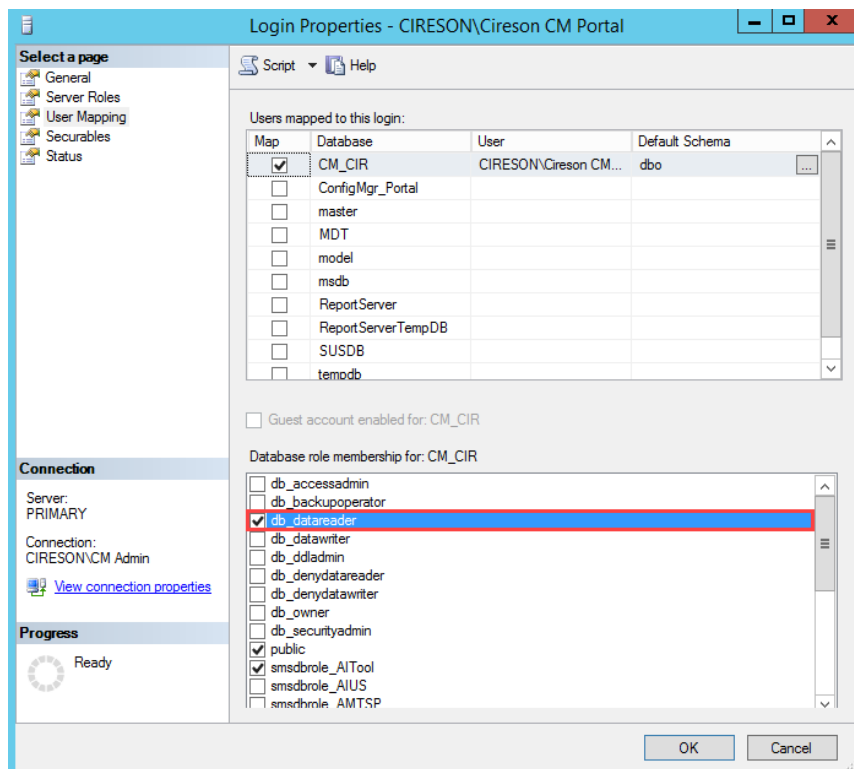 Login Properties - CIRESON\Cireson CM Portal
Select a page
General
Server Roles
User Mapping
Securables
Status
Script Help
Users mapped to this login:
Map Database User Default Schema
CM_CIR CIRESON\Cireson CM... dbo ...
ConfigMgr_Portal
master
MDT
model
msdb
ReportServer
ReportServerTempDB
SUSDB
tempdb
Guest account enabled for: CM_CIR
Database role membership for: CM_CIR
db_accessadmin
db_backupoperator
db_datareader
db_datawriter
db_ddladmin
db_denydatareader
db_denydatawriter
db_owner
db_securityadmin
public
smsdbrole_AITool
smsdbrole_AIUS
smsdbrole_AMTSP
Connection
Server:
PRIMARY
Connection:
CIRESON\CM Admin
View connection properties
Progress
Ready
OK Cancel